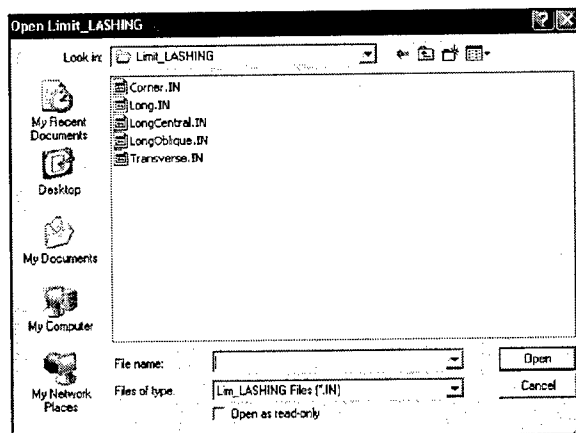 Open Limit_LASHING
Look in: Limit_LASHING
My Recent
Documents
Desktop
My Documents
My Computer
My Network
Places
Corner.IN
Long.IN
LongCentral.IN
LongOblique.IN
Transverse.IN
File name:
Open
Files of type:
Lim_LASHING Files (*.IN)
Cancel
Open as read-only